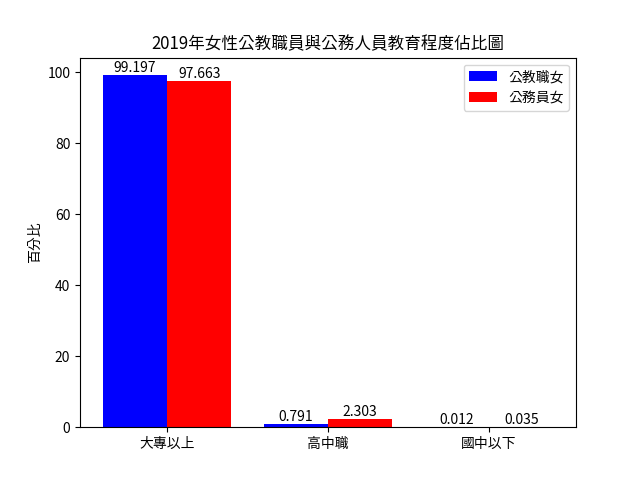 2019年女性公教職員與公務人員教育程度佔比圖
公教職女
公務員女
百分比
100
80
60
40
20
0
99.197
97.663
0.791
2.303
0.012
0.035
大專以上
高中職
國中以下